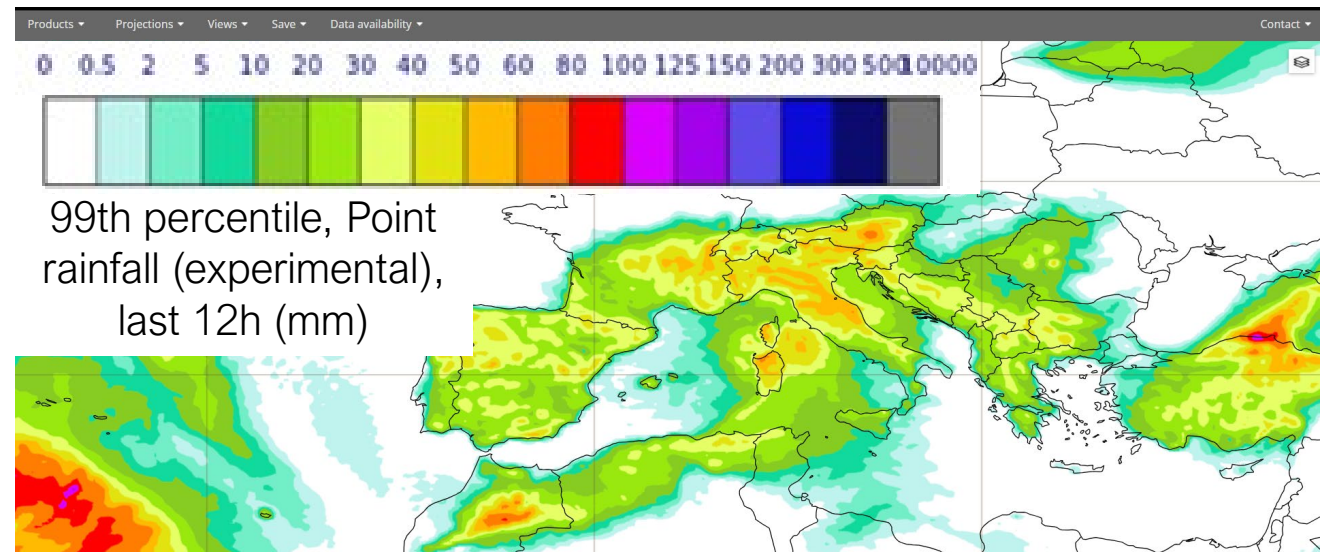 Products Projections Views Save Data availability Contact
0 0.5 2 5 10 20 30 40 50 60 80 100 125 150 200 300 500 10000
99th percentile, Point
rainfall (experimental),
last 12h (mm)